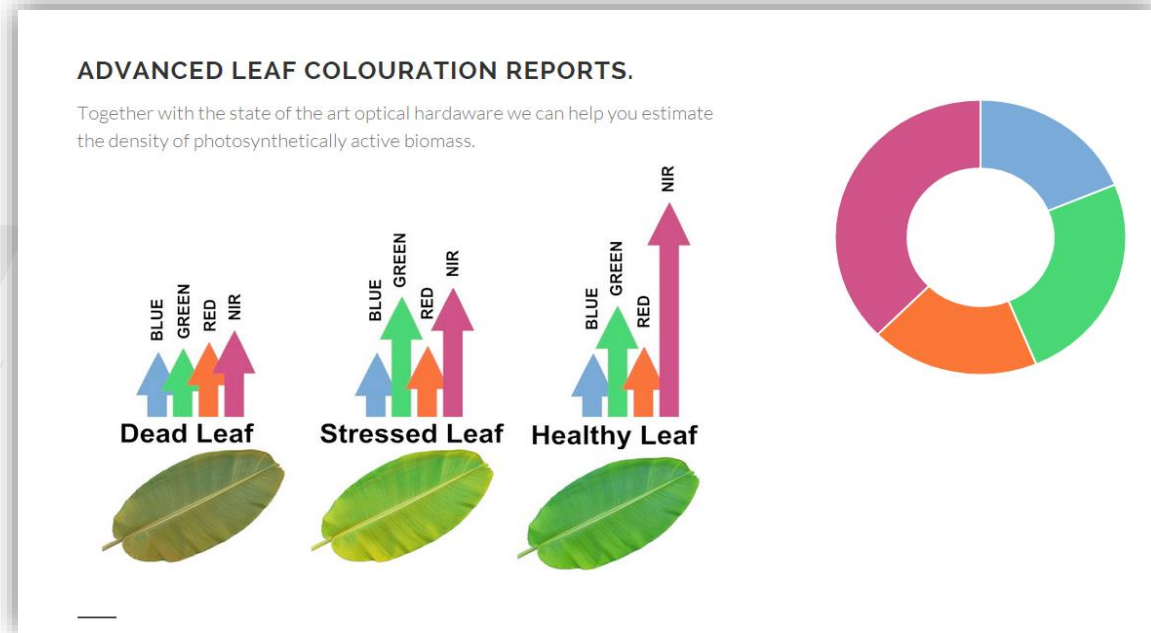 ADVANCED LEAF COLOURATION REPORTS.
Together with the state of the art optical hardaware we can help you estimate
the density of photosynthetically active biomass.
BLUE
GREEN
RED
NIR
Dead Leaf
BLUE
GREEN
RED
NIR
Stressed Leaf
BLUE
GREEN
RED
NIR
Healthy Leaf